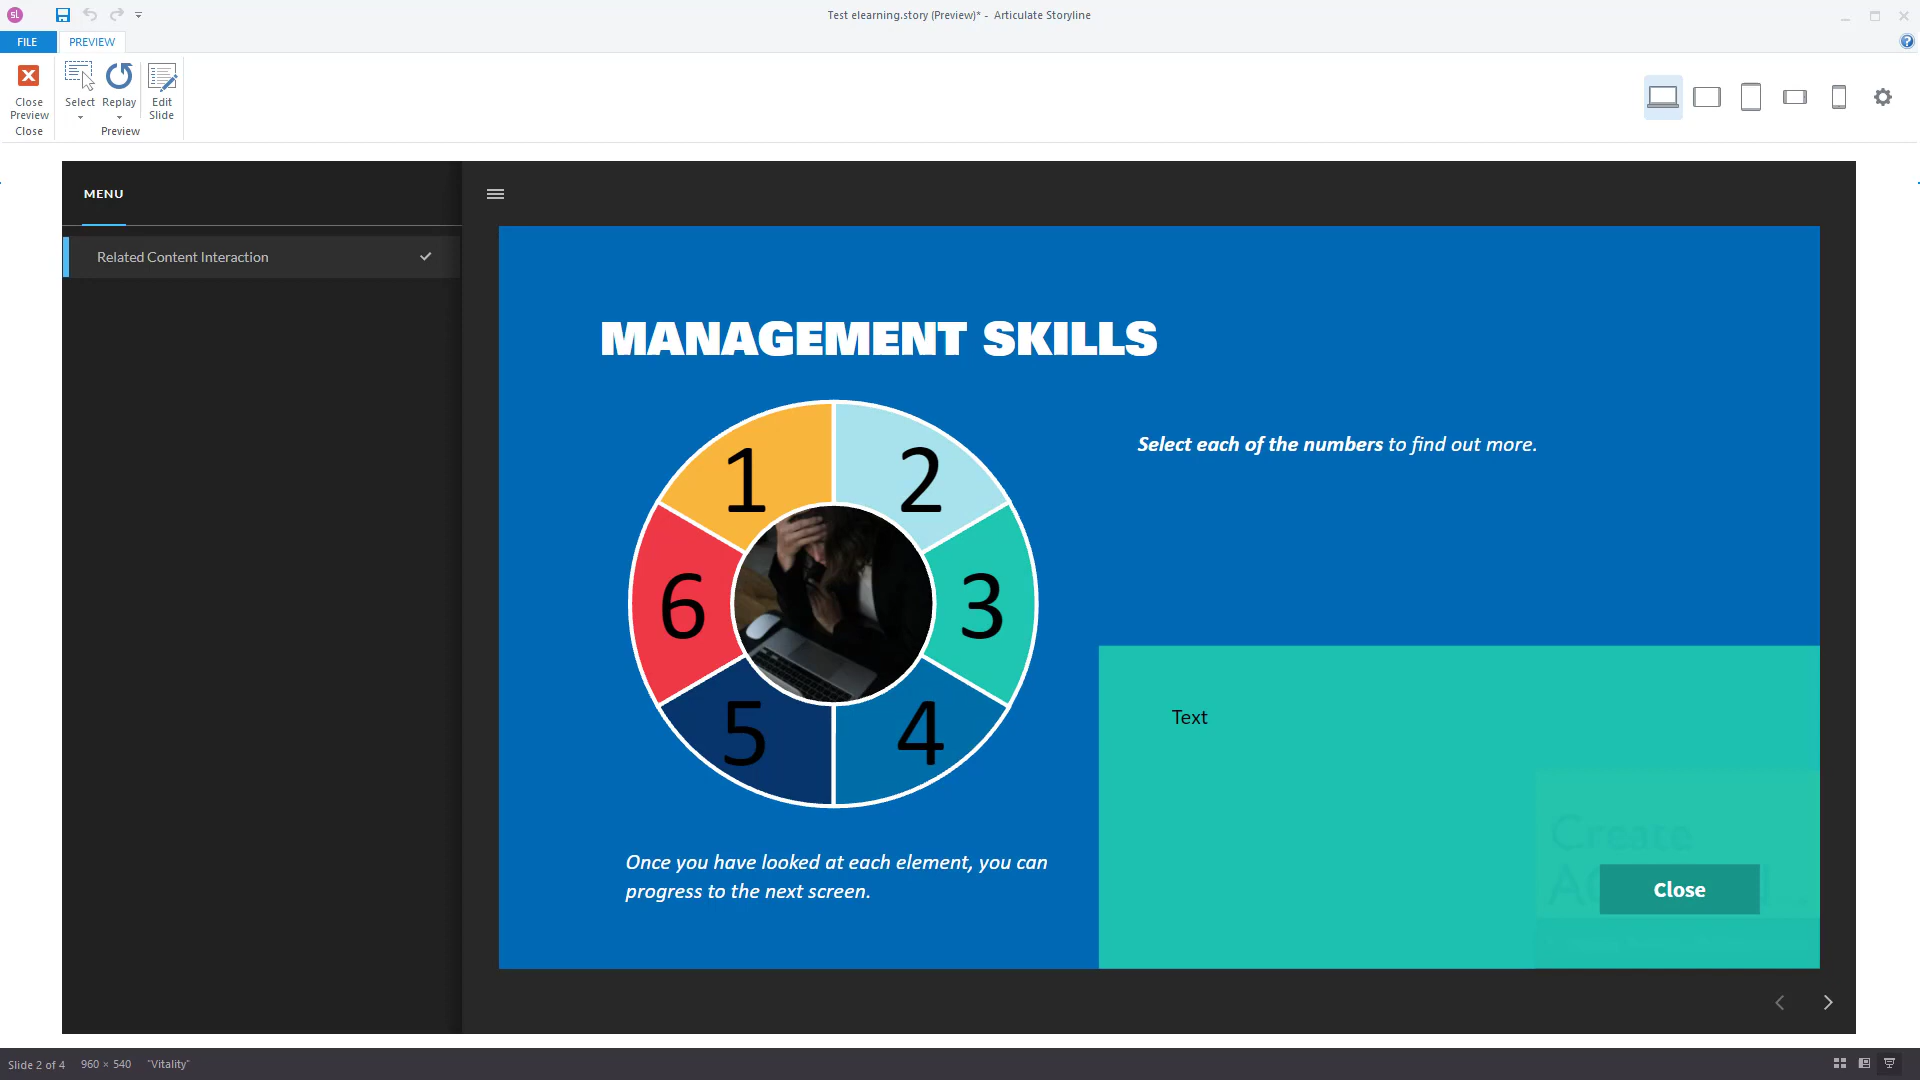 sl
Test elearning.story (Preview)* - Articulate Storyline
FILE
PREVIEW
?
Close Preview
Select
Replay
Edit Slide
Close
Preview
MENU
Related Content Interaction
MANAGEMENT SKILLS
1
2
Select each of the numbers to find out more.
6
3
5
4
Text
Create
Close
Once you have looked at each element, you can
progress to the next screen.
Slide 2 of 4
960 × 540
"Vitality"